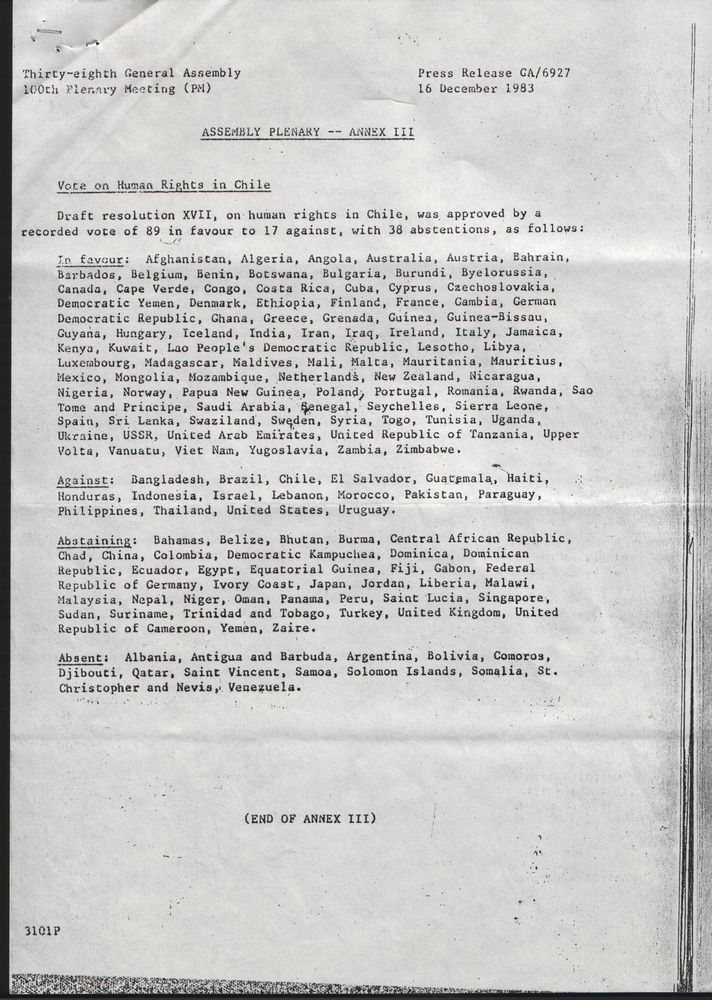 Thirty-eighth General Assembly
Press Release GA/6927
100th Plenary Meeting (PM)
16 December 1983
ASSEMBLY PLENARY -- ANNEX III
Vote on Human Rights in Chile
Draft resolution XVII, on human rights in Chile, was approved by a
recorded vote of 89 in favour to 17 against, with 38 abstentions, as follows:
In favour: Afghanistan, Algeria, Angola, Australia, Austria, Bahrain,
Barbados, Belgium, Benin, Botswana, Bulgaria, Burundi, Byelorussia,
Canada, Cape Verde, Congo, Costa Rica, Cuba, Cyprus, Czechoslovakia,
Democratic Yemen, Denmark, Ethiopia, Finland, France, Gambia, German
Democratic Republic, Ghana, Greece, Grenada, Guinea, Guinea-Bissau,
Guyana, Hungary, Iceland, India, Iran, Iraq, Ireland, Italy, Jamaica,
Kenya, Kuwait, Lao People's Democratic Republic, Lesotho, Libya,
Luxembourg, Madagascar, Maldives, Mali, Malta, Mauritania, Mauritius,
Mexico, Mongolia, Mozambique, Netherlands, New Zealand, Nicaragua,
Nigeria, Norway, Papua New Guinea, Poland, Portugal, Romania, Rwanda, Sao
Tome and Principe, Saudi Arabia, Senegal, Seychelles, Sierra Leone,
Spain, Sri Lanka, Swaziland, Sweden, Syria, Togo, Tunisia, Uganda,
Ukraine, USSR, United Arab Emirates, United Republic of Tanzania, Upper
Volta, Vanuatu, Viet Nam, Yugoslavia, Zambia, Zimbabwe.
Against: Bangladesh, Brazil, Chile, El Salvador, Guatemala, Haiti,
Honduras, Indonesia, Israel, Lebanon, Morocco, Pakistan, Paraguay,
Philippines, Thailand, United States, Uruguay.
Abstaining: Bahamas, Belize, Bhutan, Burma, Central African Republic,
Chad, China, Colombia, Democratic Kampuchea, Dominica, Dominican
Republic, Ecuador, Egypt, Equatorial Guinea, Fiji, Gabon, Federal
Republic of Germany, Ivory Coast, Japan, Jordan, Liberia, Malawi,
Malaysia, Nepal, Niger, Oman, Panama, Peru, Saint Lucia, Singapore,
Sudan, Suriname, Trinidad and Tobago, Turkey, United Kingdom, United
Republic of Cameroon, Yemen, Zaire.
Absent: Albania, Antigua and Barbuda, Argentina, Bolivia, Comoros,
Djibouti, Qatar, Saint Vincent, Samoa, Solomon Islands, Somalia, St.
Christopher and Nevis, Venezuela.
(END OF ANNEX III)
3101P